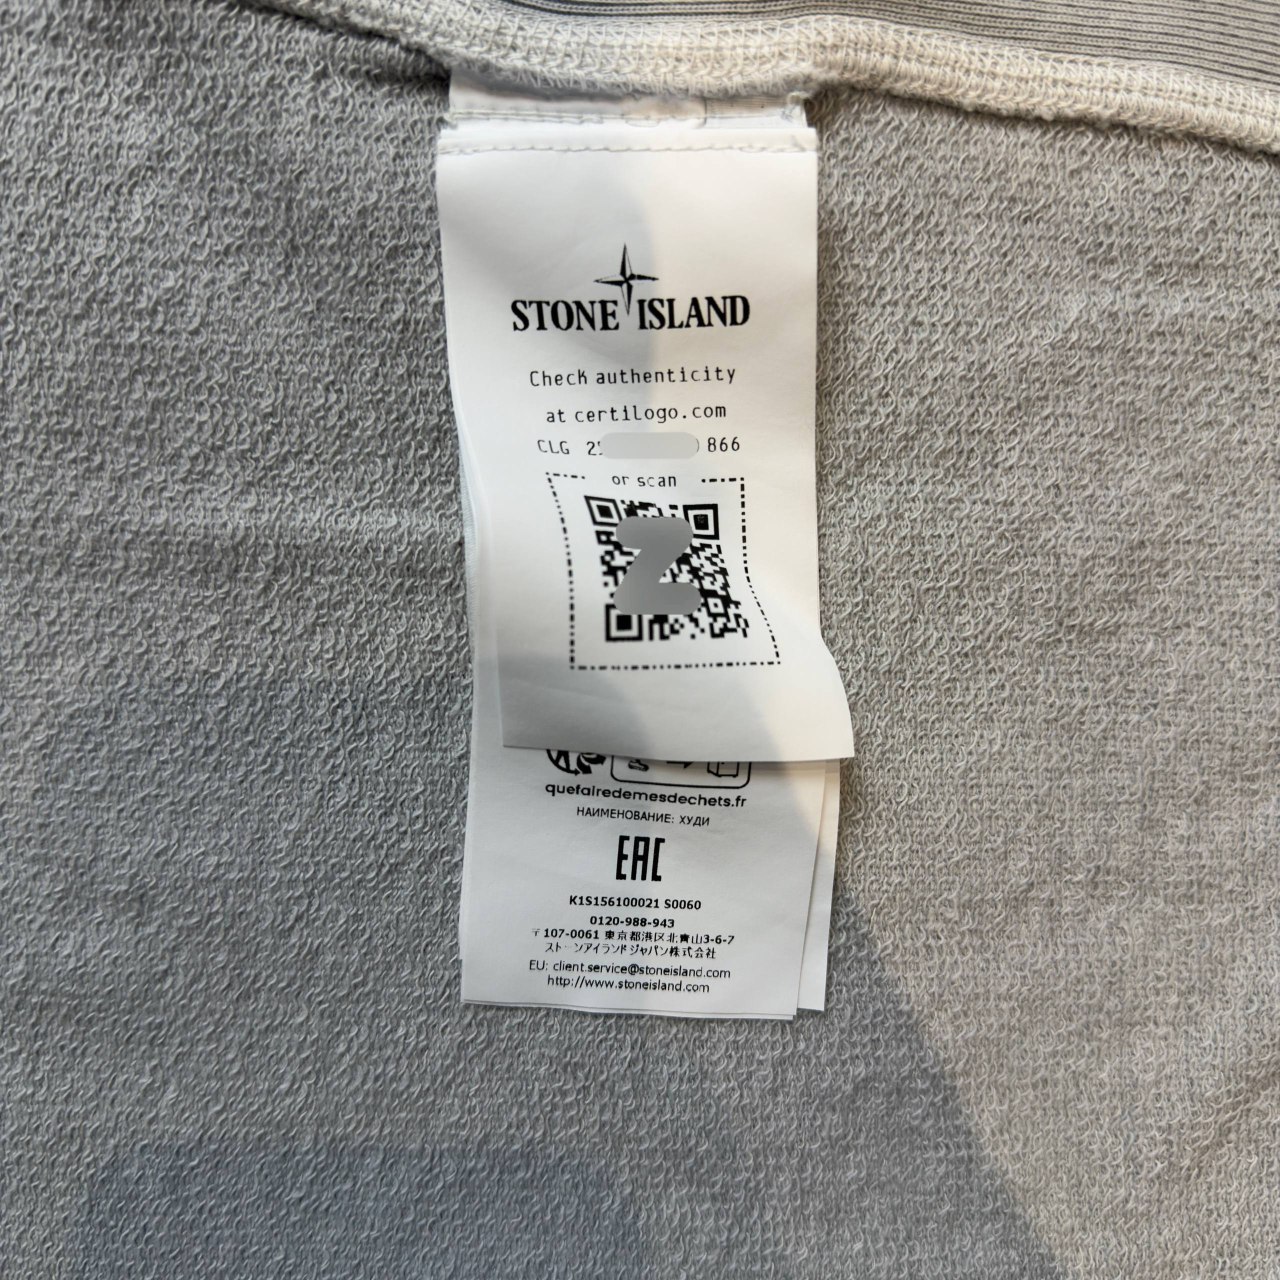 STONE ISLAND
Check authenticity
at certilogo.com
CLG 2 866
or scan
quefairedemesdechets.fr
НАИМЕНОВАНИЕ: ХУДИ
EAC
K1S156100021 S0060
0120-988-943
〒107-0061 東京都港区北青山3-6-7
ストーンアイランドジャパン株式会社
EU: client.service@stoneisland.com
http://www.stoneisland.com